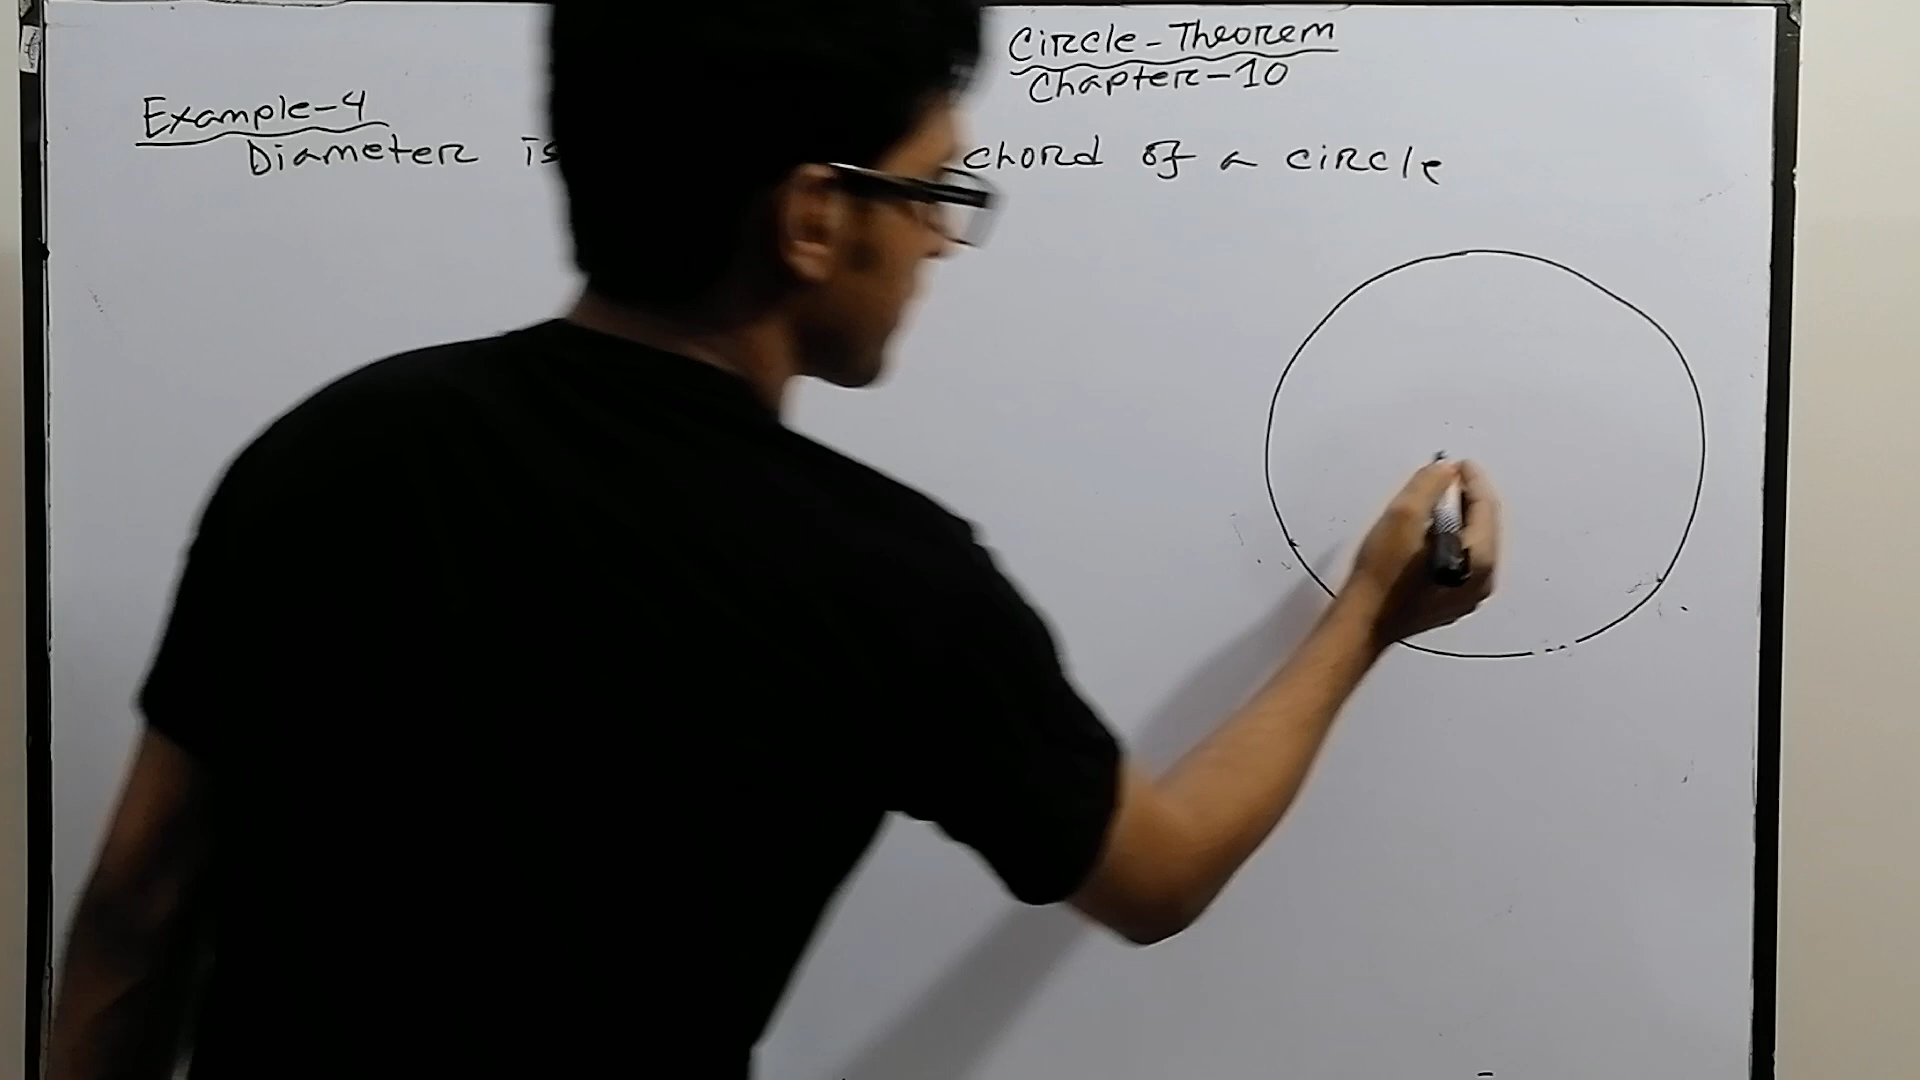 Circle-Theorem
Chapter-10
Example-4
Diameter is chord of a circle